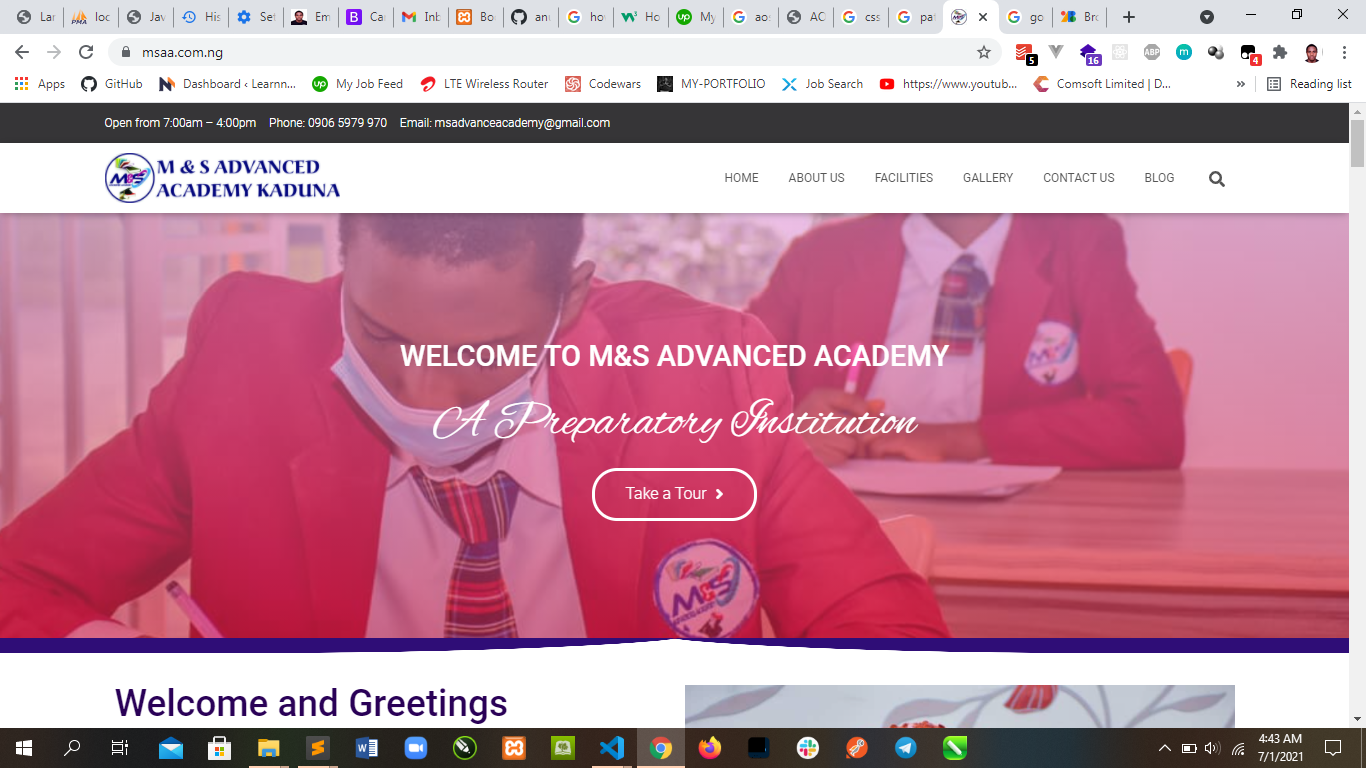 Lar
loc
Jav
His
Set
Em
Ca
Inb
Bo
anu
ho
Ho
My
ao
AC
css
pat
go
Bro
msaa.com.ng
5
16
ABP
m
4
Apps
GitHub
Dashboard ‹ Learnn...
My Job Feed
LTE Wireless Router
Codewars
MY-PORTFOLIO
Job Search
https://www.youtub...
Comsoft Limited | D...
»
Reading list
Open from 7:00am – 4:00pm Phone: 0906 5979 970 Email: msadvanceacademy@gmail.com
M&S
M & S ADVANCED
ACADEMY KADUNA
HOME ABOUT US FACILITIES GALLERY CONTACT US BLOG
WELCOME TO M&S ADVANCED ACADEMY
A Preparatory Institution
Take a Tour
M&S
M&S
Welcome and Greetings
4:43 AM
7/1/2021